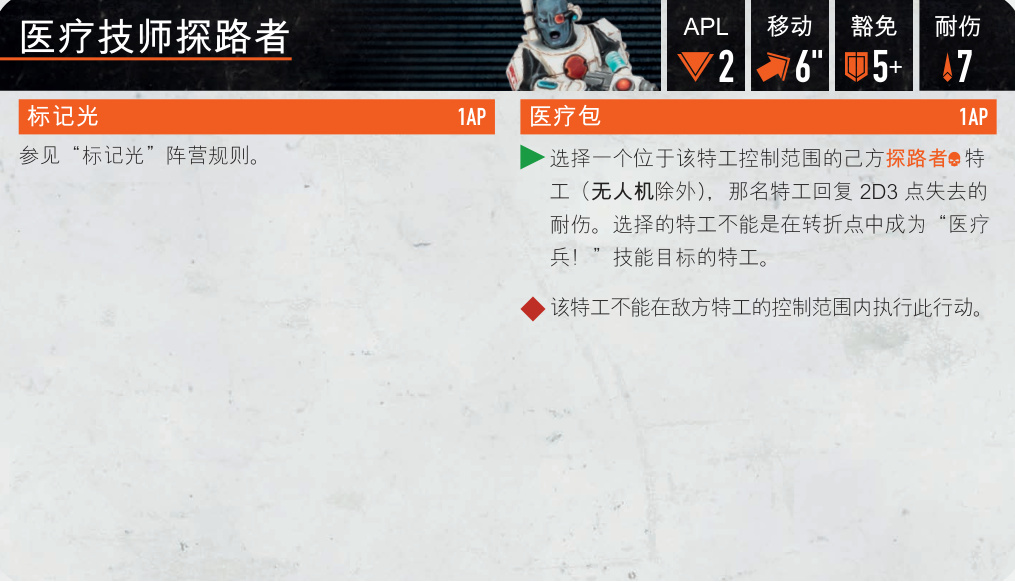 医疗技师探路者
APL 移动 豁免 耐伤
2 6" 5+ 7
标记光 1AP
参见“标记光”阵营规则。
医疗包 1AP
选择一个位于该特工控制范围的己方探路者特
工（无人机除外），那名特工回复 2D3 点失去的
耐伤。选择的特工不能是在转折点中成为“医疗
兵！”技能目标的特工。
该特工不能在敌方特工的控制范围内执行此行动。